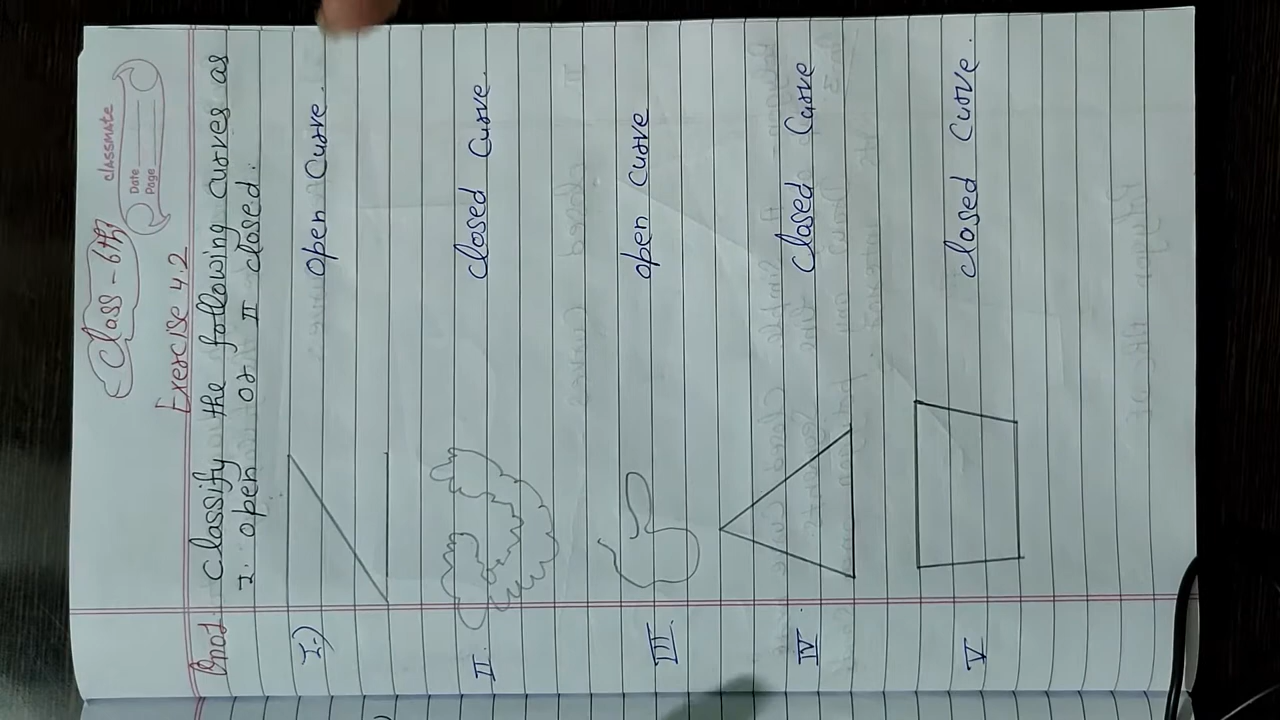 Class-6th
classmate
Date
Page
Exercise 4.2
Qno1. Classify the following curves as
I. open or II closed.
I.) open curve.
II. closed curve.
III. open curve
IV. closed curve
V closed curve.